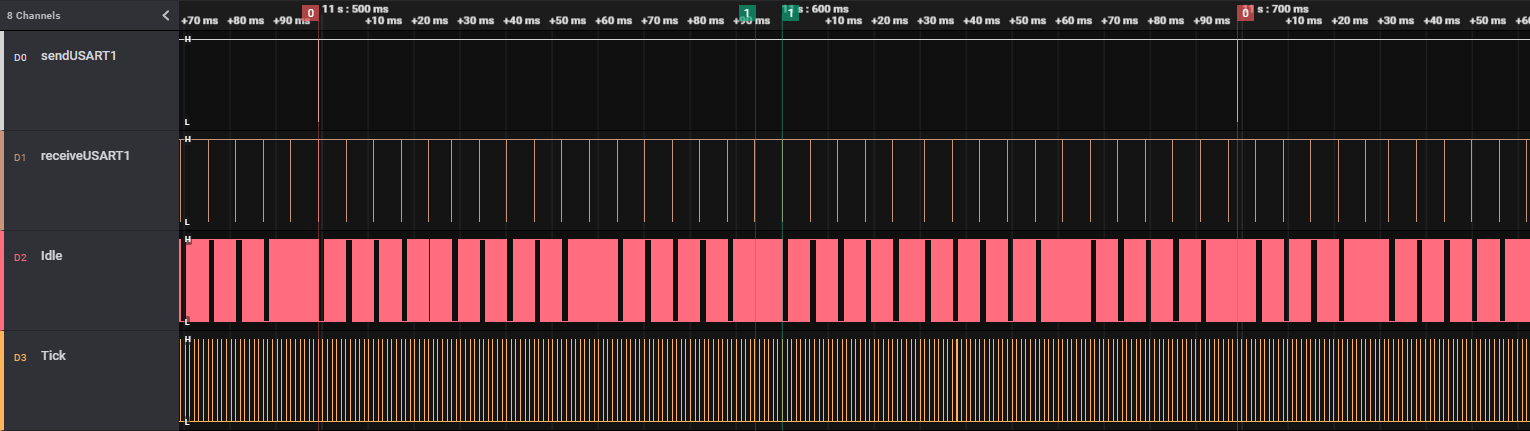 8 Channels
0 11 s : 500 ms 1 1 s : 600 ms 0 s : 700 ms
+70 ms +80 ms +90 ms +10 ms +20 ms +30 ms +40 ms +50 ms +60 ms +70 ms +80 ms +90 ms +10 ms +20 ms +30 ms +40 ms +50 ms +60 ms +70 ms +80 ms +90 ms +10 ms +20 ms +30 ms +40 ms +50 ms
H
D0 sendUSART1
L
H
D1 receiveUSART1
L
H
D2 Idle
L
H
D3 Tick
L